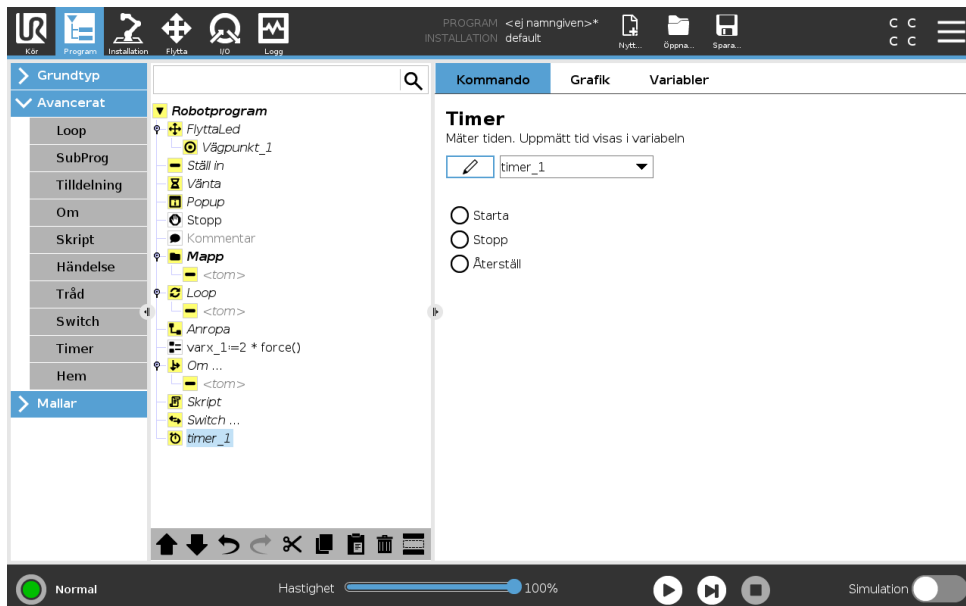 UR
PROGRAM <ej namngiven>*
INSTALLATION default
Kör
Program
Installation
Flytta
I/O
Logg
Nytt...
Öppna...
Spara...
C C
C C
Grundtyp
Avancerat
Loop
SubProg
Tilldelning
Om
Skript
Händelse
Tråd
Switch
Timer
Hem
Mallar
Robotprogram
FlyttaLed
Vägpunkt_1
Ställ in
Vänta
Popup
Stopp
Kommentar
Mapp
<tom>
Loop
<tom>
Anropa
varx_1≔2 * force()
Om ...
<tom>
Skript
Switch ...
timer_1
Kommando
Grafik
Variabler
Timer
Mäter tiden. Uppmätt tid visas i variabeln
timer_1
Starta
Stopp
Återställ
Normal
Hastighet
100%
Simulation